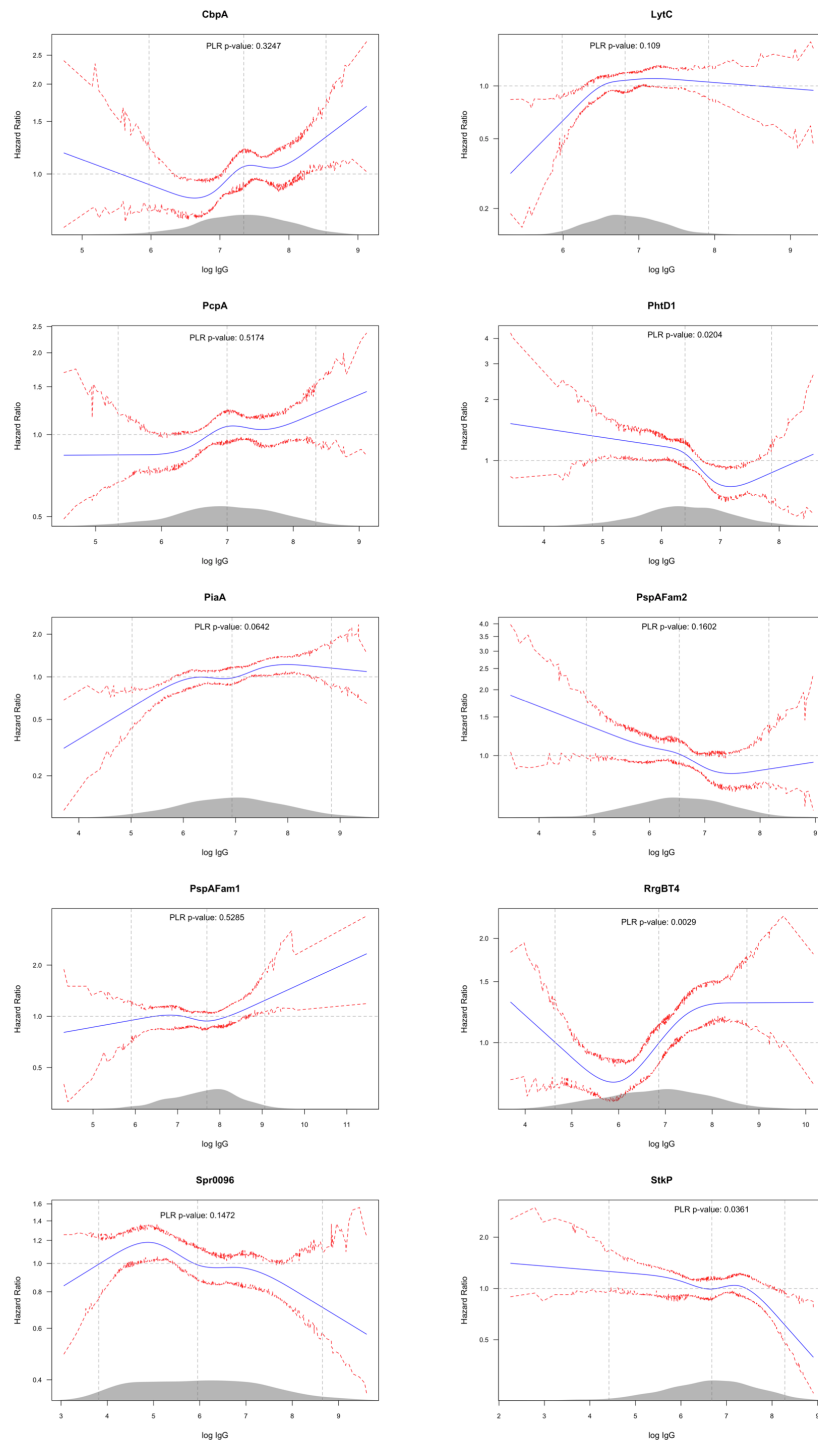 CbpA
PLR p-value: 0.3247
Hazard Ratio
2.5
2.0
1.5
1.0
5 6 7 8 9
log IgG
LytC
PLR p-value: 0.109
Hazard Ratio
1.0
0.5
0.2
6 7 8 9
log IgG
PcpA
PLR p-value: 0.5174
Hazard Ratio
2.5
2.0
1.5
1.0
0.5
5 6 7 8 9
log IgG
PhtD1
PLR p-value: 0.0204
Hazard Ratio
4
3
2
1
4 5 6 7 8
log IgG
PiaA
PLR p-value: 0.0642
Hazard Ratio
2.0
1.0
0.5
0.2
4 5 6 7 8 9
log IgG
PspAFam2
PLR p-value: 0.1602
Hazard Ratio
4.0
3.5
3.0
2.5
2.0
1.5
1.0
4 5 6 7 8 9
log IgG
PspAFam1
PLR p-value: 0.5285
Hazard Ratio
2.0
1.0
0.5
5 6 7 8 9 10 11
log IgG
RrgBT4
PLR p-value: 0.0029
Hazard Ratio
2.0
1.5
1.0
4 5 6 7 8 9 10
log IgG
Spr0096
PLR p-value: 0.1472
Hazard Ratio
1.6
1.4
1.2
1.0
0.8
0.6
0.4
3 4 5 6 7 8 9
log IgG
StkP
PLR p-value: 0.0361
Hazard Ratio
2.0
1.0
0.5
2 3 4 5 6 7 8 9
log IgG